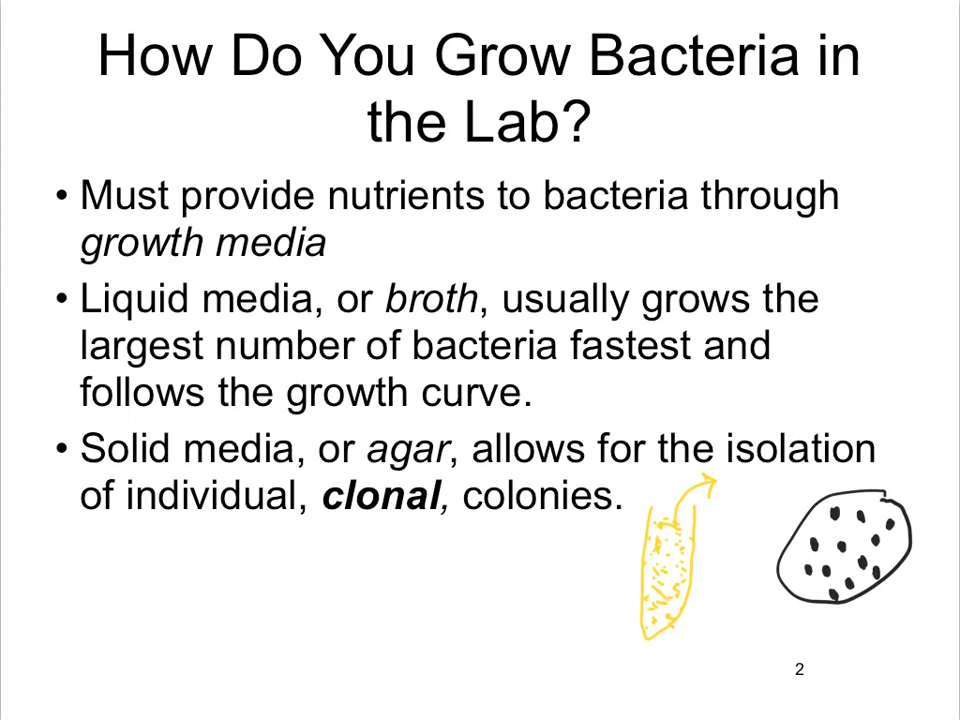 How Do You Grow Bacteria in
the Lab?
• Must provide nutrients to bacteria through
growth media
• Liquid media, or broth, usually grows the
largest number of bacteria fastest and
follows the growth curve.
• Solid media, or agar, allows for the isolation
of individual, clonal, colonies.
2